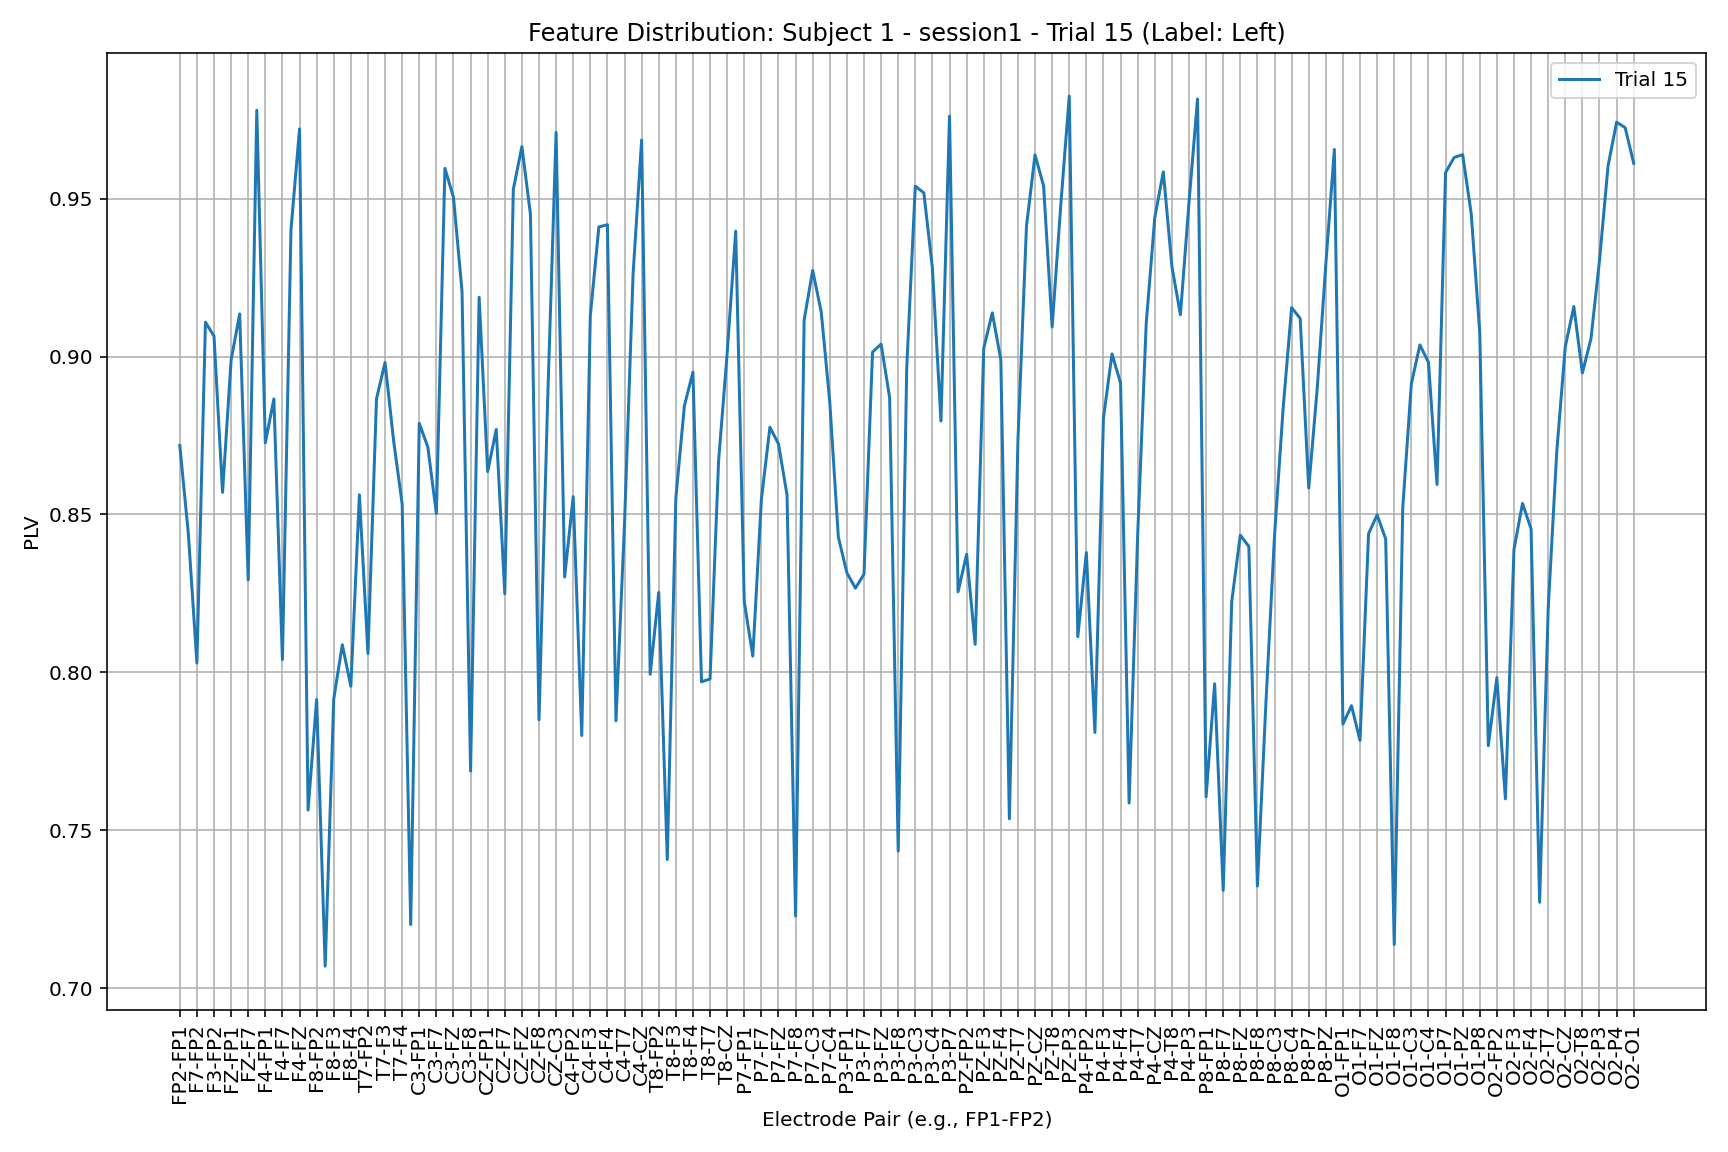 Feature Distribution: Subject 1 - session1 - Trial 15 (Label: Left)
Trial 15
PLV
0.95
0.90
0.85
0.80
0.75
0.70
FP2-FP1
F7-FP2
F3-FP2
FZ-FP1
FZ-F7
F4-FP1
F4-F7
F4-FZ
F8-FP2
F8-F3
F8-F4
T7-FP2
T7-F3
T7-F4
C3-FP1
C3-F7
C3-FZ
C3-F8
CZ-FP1
CZ-F7
CZ-FZ
CZ-F8
CZ-C3
C4-FP2
C4-F3
C4-F4
C4-T7
C4-CZ
T8-FP2
T8-F3
T8-F4
T8-T7
T8-CZ
P7-FP1
P7-F7
P7-FZ
P7-F8
P7-C3
P7-C4
P3-FP1
P3-F7
P3-FZ
P3-F8
P3-C3
P3-C4
P3-P7
PZ-FP2
PZ-F3
PZ-F4
PZ-T7
PZ-CZ
PZ-T8
PZ-P3
P4-FP2
P4-F3
P4-F4
P4-T7
P4-CZ
P4-T8
P4-P3
P8-FP1
P8-F7
P8-FZ
P8-F8
P8-C3
P8-C4
P8-P7
P8-PZ
O1-FP1
O1-F7
O1-FZ
O1-F8
O1-C3
O1-C4
O1-P7
O1-PZ
O1-P8
O2-FP2
O2-F3
O2-F4
O2-T7
O2-CZ
O2-T8
O2-P3
O2-P4
O2-O1
Electrode Pair (e.g., FP1-FP2)